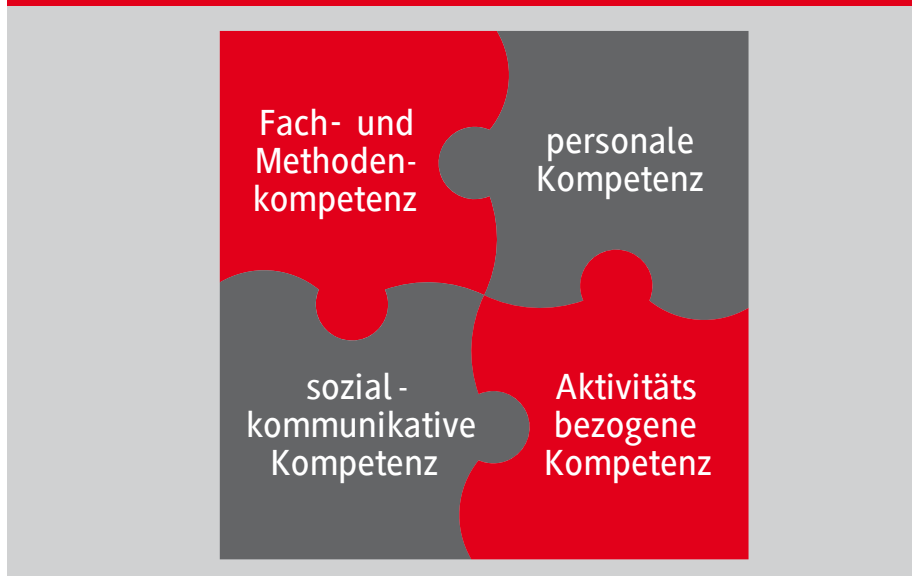 Fach- und
Methoden-
kompetenz
personale
Kompetenz
sozial -
kommunikative
Kompetenz
Aktivitäts
bezogene
Kompetenz